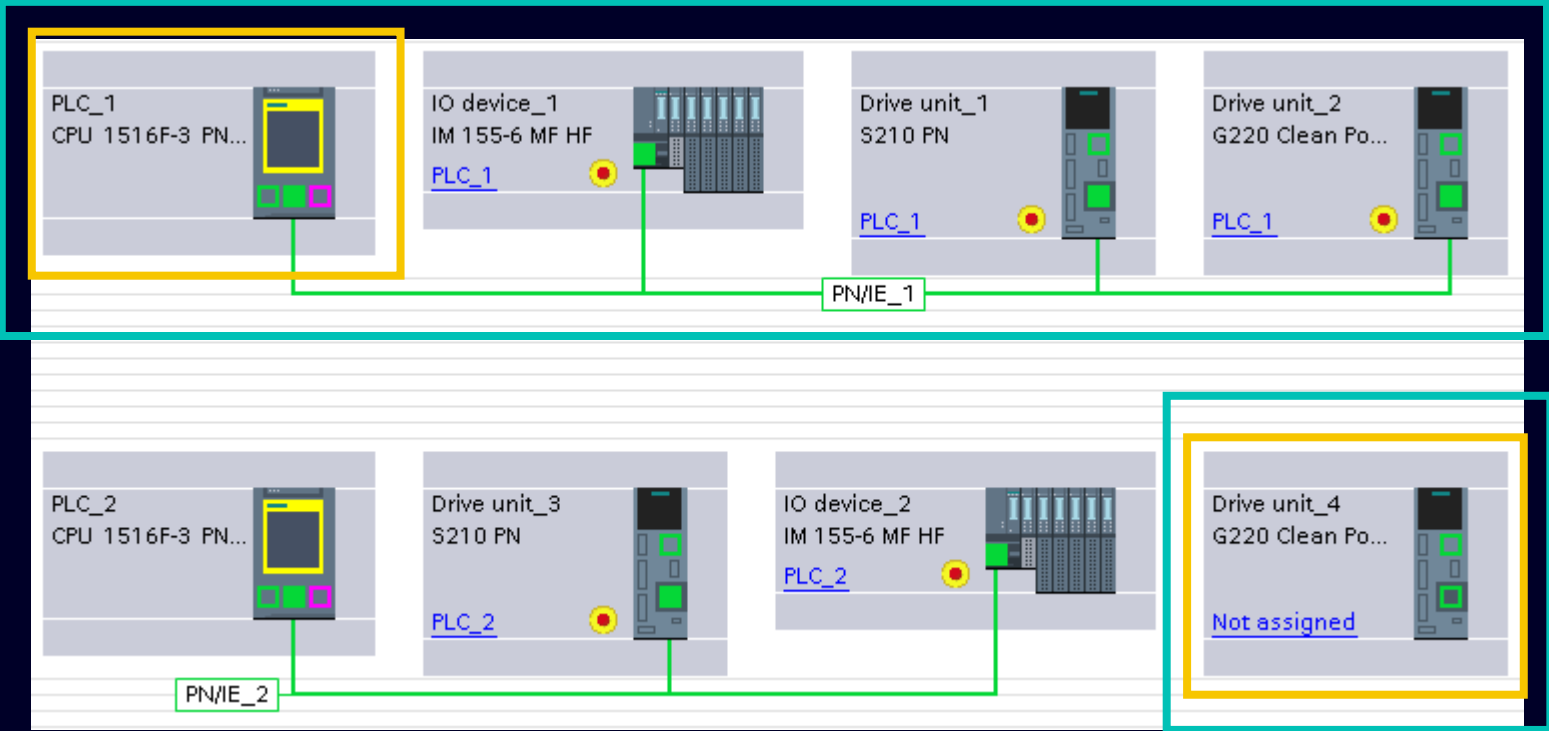 PLC_1
CPU 1516F-3 PN...
IO device_1
IM 155-6 MF HF
PLC_1
Drive unit_1
S210 PN
PLC_1
Drive unit_2
G220 Clean Po...
PLC_1
PN/IE_1
PLC_2
CPU 1516F-3 PN...
Drive unit_3
S210 PN
PLC_2
IO device_2
IM 155-6 MF HF
PLC_2
Drive unit_4
G220 Clean Po...
Not assigned
PN/IE_2